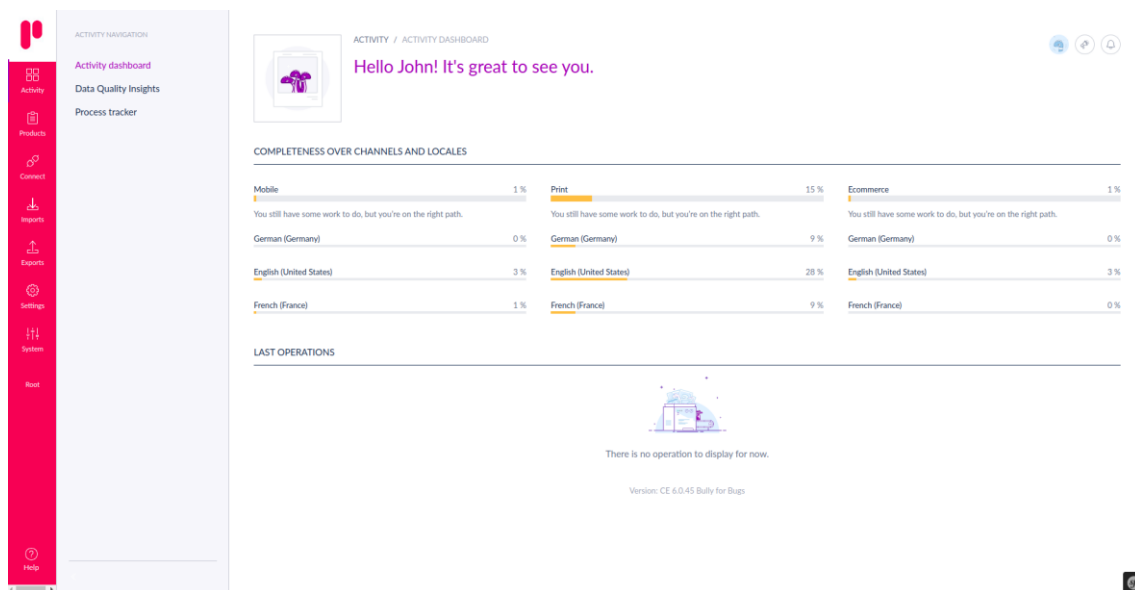 Activity
Products
Connect
Imports
Exports
Settings
System
Root
Help
ACTIVITY NAVIGATION
Activity dashboard
Data Quality Insights
Process tracker
ACTIVITY / ACTIVITY DASHBOARD
Hello John! It's great to see you.
COMPLETENESS OVER CHANNELS AND LOCALES
Mobile 1 %
You still have some work to do, but you're on the right path.
German (Germany) 0 %
English (United States) 3 %
French (France) 1 %
Print 15 %
You still have some work to do, but you're on the right path.
German (Germany) 9 %
English (United States) 28 %
French (France) 9 %
Ecommerce 1 %
You still have some work to do, but you're on the right path.
German (Germany) 0 %
English (United States) 3 %
French (France) 0 %
LAST OPERATIONS
There is no operation to display for now.
Version: CE 6.0.45 Bully for Bugs